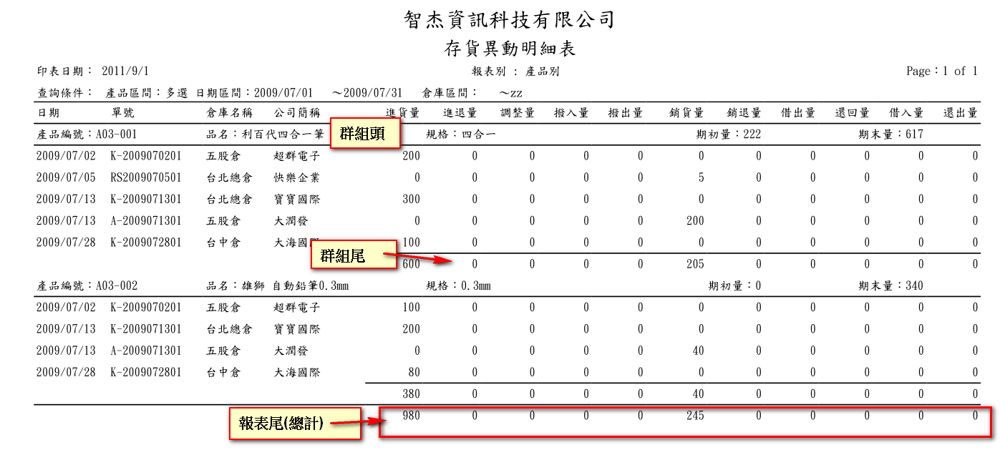 智杰資訊科技有限公司
存貨異動明細表
印表日期： 2011/9/1 報表別 : 產品別 Page：1 of 1
查詢條件： 產品區間：多選 日期區間：2009/07/01 ～2009/07/31 倉庫區間： ～zz
日期 單號 倉庫名稱 公司簡稱 進貨量 進退量 調整量 撥入量 撥出量 銷貨量 銷退量 借出量 還回量 借入量 還出量
產品編號：A03-001 品名：利百代四合一筆 群組頭 規格：四合一 期初量：222 期末量：617
2009/07/02 K-2009070201 五股倉 超群電子 200 0 0 0 0 0 0 0 0 0 0
2009/07/05 RS2009070501 台北總倉 快樂企業 0 0 0 0 0 5 0 0 0 0 0
2009/07/13 K-2009071301 台北總倉 寶寶國際 300 0 0 0 0 0 0 0 0 0 0
2009/07/13 A-2009071301 五股倉 大潤發 0 0 0 0 0 200 0 0 0 0 0
2009/07/28 K-2009072801 台中倉 大海國際 100 0 0 0 0 0 0 0 0 0 0
群組尾 600 0 0 0 0 205 0 0 0 0 0
產品編號：A03-002 品名：雄獅 自動鉛筆0.3mm 規格：0.3mm 期初量：0 期末量：340
2009/07/02 K-2009070201 五股倉 超群電子 100 0 0 0 0 0 0 0 0 0 0
2009/07/13 K-2009071301 台北總倉 寶寶國際 200 0 0 0 0 0 0 0 0 0 0
2009/07/13 A-2009071301 五股倉 大潤發 0 0 0 0 0 40 0 0 0 0 0
2009/07/28 K-2009072801 台中倉 大海國際 80 0 0 0 0 0 0 0 0 0 0
380 0 0 0 0 40 0 0 0 0 0
報表尾(總計) 980 0 0 0 0 245 0 0 0 0 0